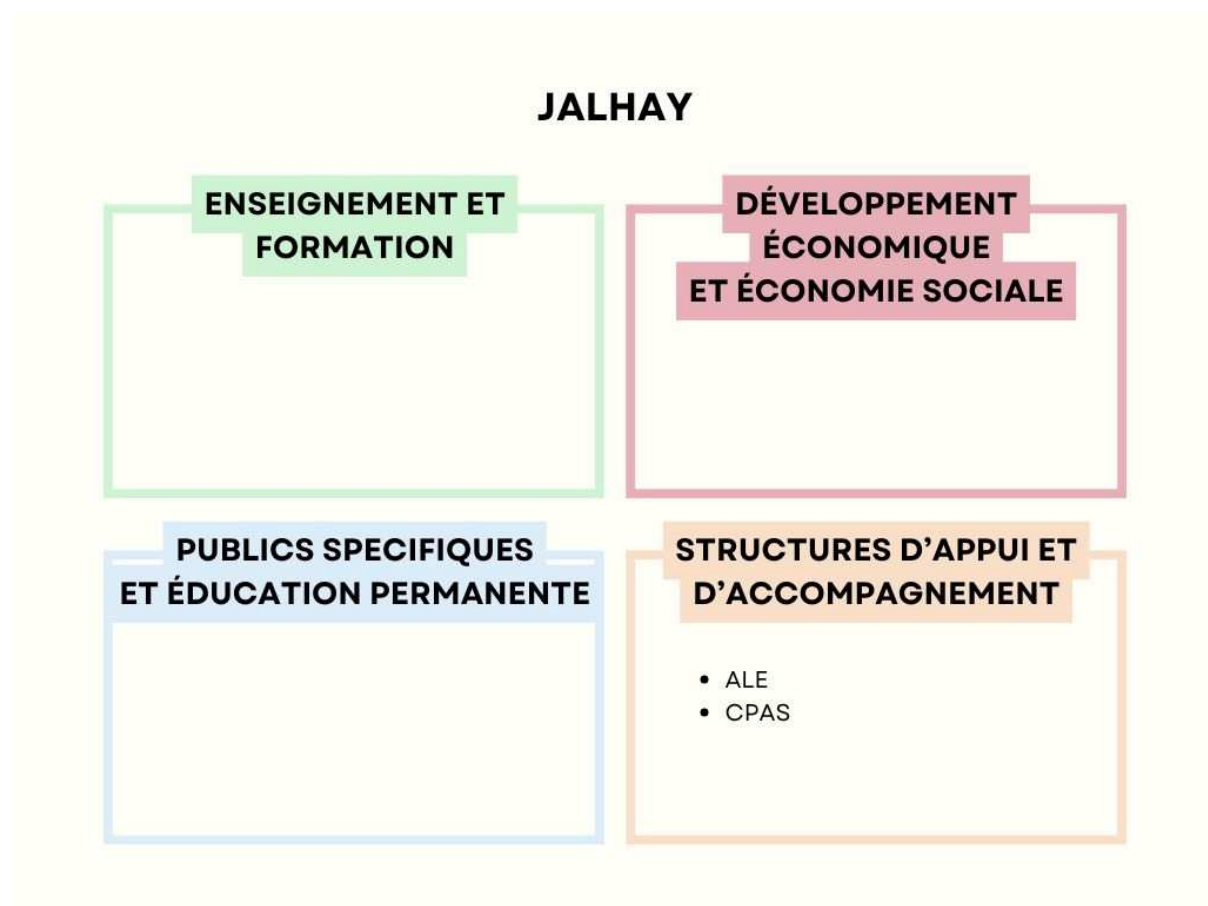 JALHAY
ENSEIGNEMENT ET
FORMATION
DÉVELOPPEMENT
ÉCONOMIQUE
ET ÉCONOMIE SOCIALE
PUBLICS SPECIFIQUES
ET ÉDUCATION PERMANENTE
STRUCTURES D’APPUI ET
D’ACCOMPAGNEMENT
• ALE
• CPAS